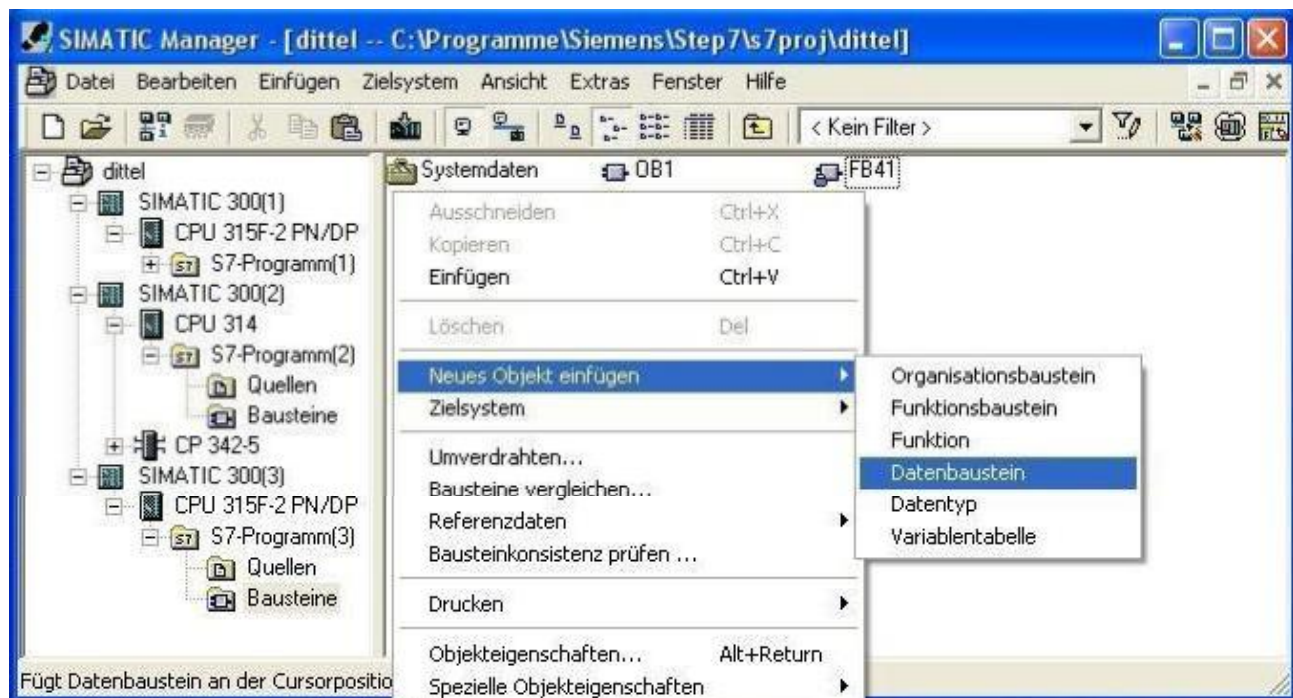 SIMATIC Manager - [dittel -- C:\Programme\Siemens\Step7\s7proj\dittel]
Datei Bearbeiten Einfügen Zielsystem Ansicht Extras Fenster Hilfe
< Kein Filter >
dittel
SIMATIC 300(1)
CPU 315F-2 PN/DP
S7-Programm(1)
SIMATIC 300(2)
CPU 314
S7-Programm(2)
Quellen
Bausteine
CP 342-5
SIMATIC 300(3)
CPU 315F-2 PN/DP
S7-Programm(3)
Quellen
Bausteine
Systemdaten OB1 FB41
Ausschneiden Ctrl+X
Kopieren Ctrl+C
Einfügen Ctrl+V
Löschen Del
Neues Objekt einfügen
Zielsystem
Umverdrahten...
Bausteine vergleichen...
Referenzdaten
Bausteinkonsistenz prüfen ...
Drucken
Objekteigenschaften... Alt+Return
Spezielle Objekteigenschaften
Organisationsbaustein
Funktionsbaustein
Funktion
Datenbaustein
Datentyp
Variablentabelle
Fügt Datenbaustein an der Cursorpositio